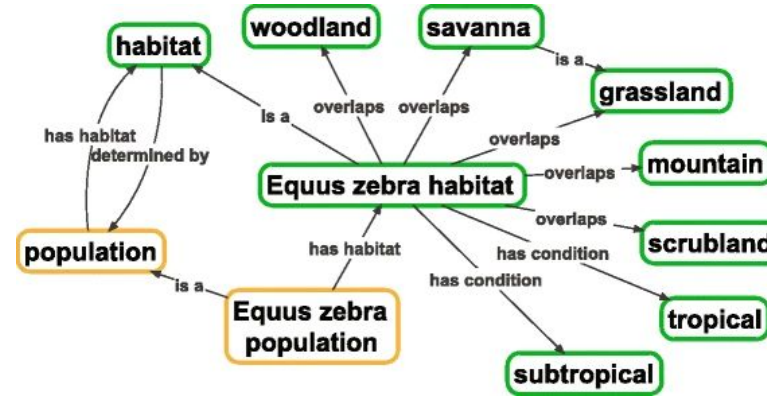 woodland
savanna
habitat
is a
grassland
overlaps
overlaps
is a
has habitat
overlaps
determined by
mountain
overlaps
Equus zebra habitat
overlaps
population
has habitat
has condition
scrubland
is a
has condition
Equus zebra
population
tropical
subtropical